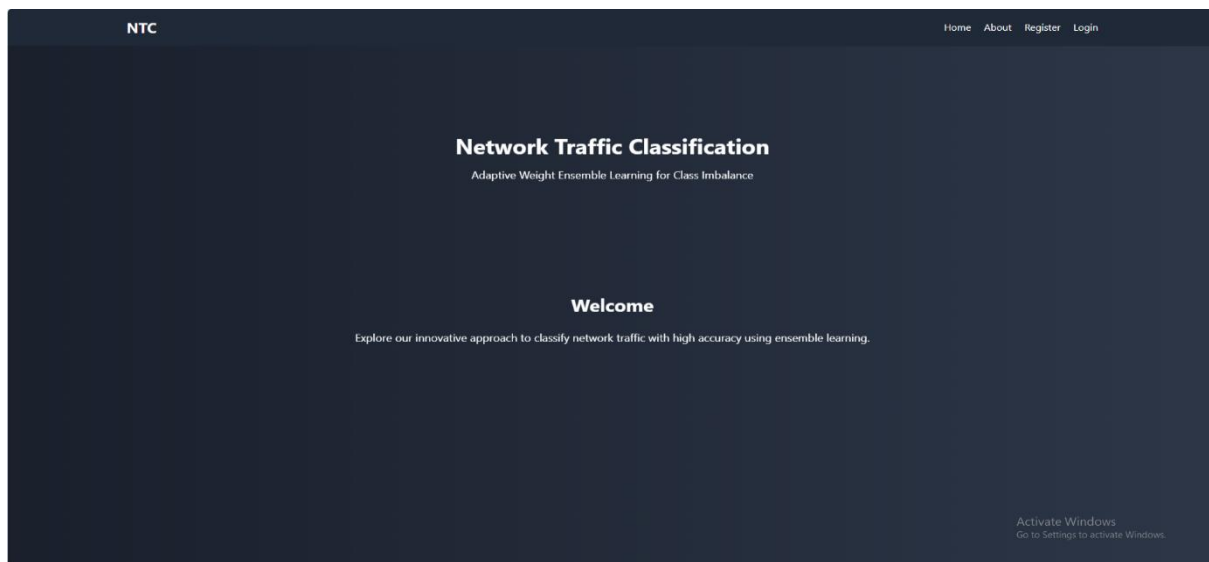 NTC
Home About Register Login
Network Traffic Classification
Adaptive Weight Ensemble Learning for Class Imbalance
Welcome
Explore our innovative approach to classify network traffic with high accuracy using ensemble learning.
Activate Windows
Go to Settings to activate Windows.